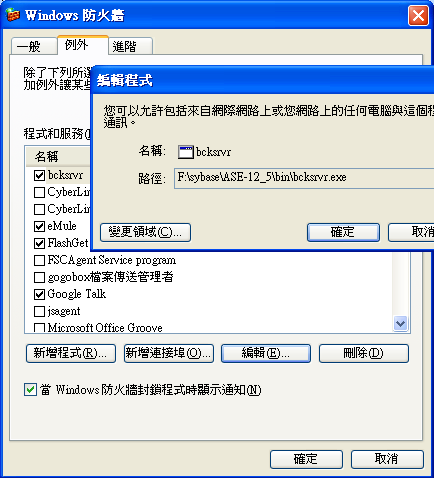 Windows 防火牆
一般
例外
進階
除了下列所選
加例外讓某些
程式和服務(
名稱
bcksrvr
CyberLin
CyberLin
eMule
FlashGet
FSCAgent Service program
gogobox檔案傳送管理者
Google Talk
jsagent
Microsoft Office Groove
新增程式(R)...
新增連接埠(O)...
編輯(E)...
刪除(D)
當 Windows 防火牆封鎖程式時顯示通知(N)
確定
取消
編輯程式
您可以允許包括來自網際網路上或您網路上的任何電腦與這個程
通訊。
名稱:
bcksrvr
路徑:
F:\sybase\ASE-12_5\bin\bcksrvr.exe
變更領域(C)...
確定
取消